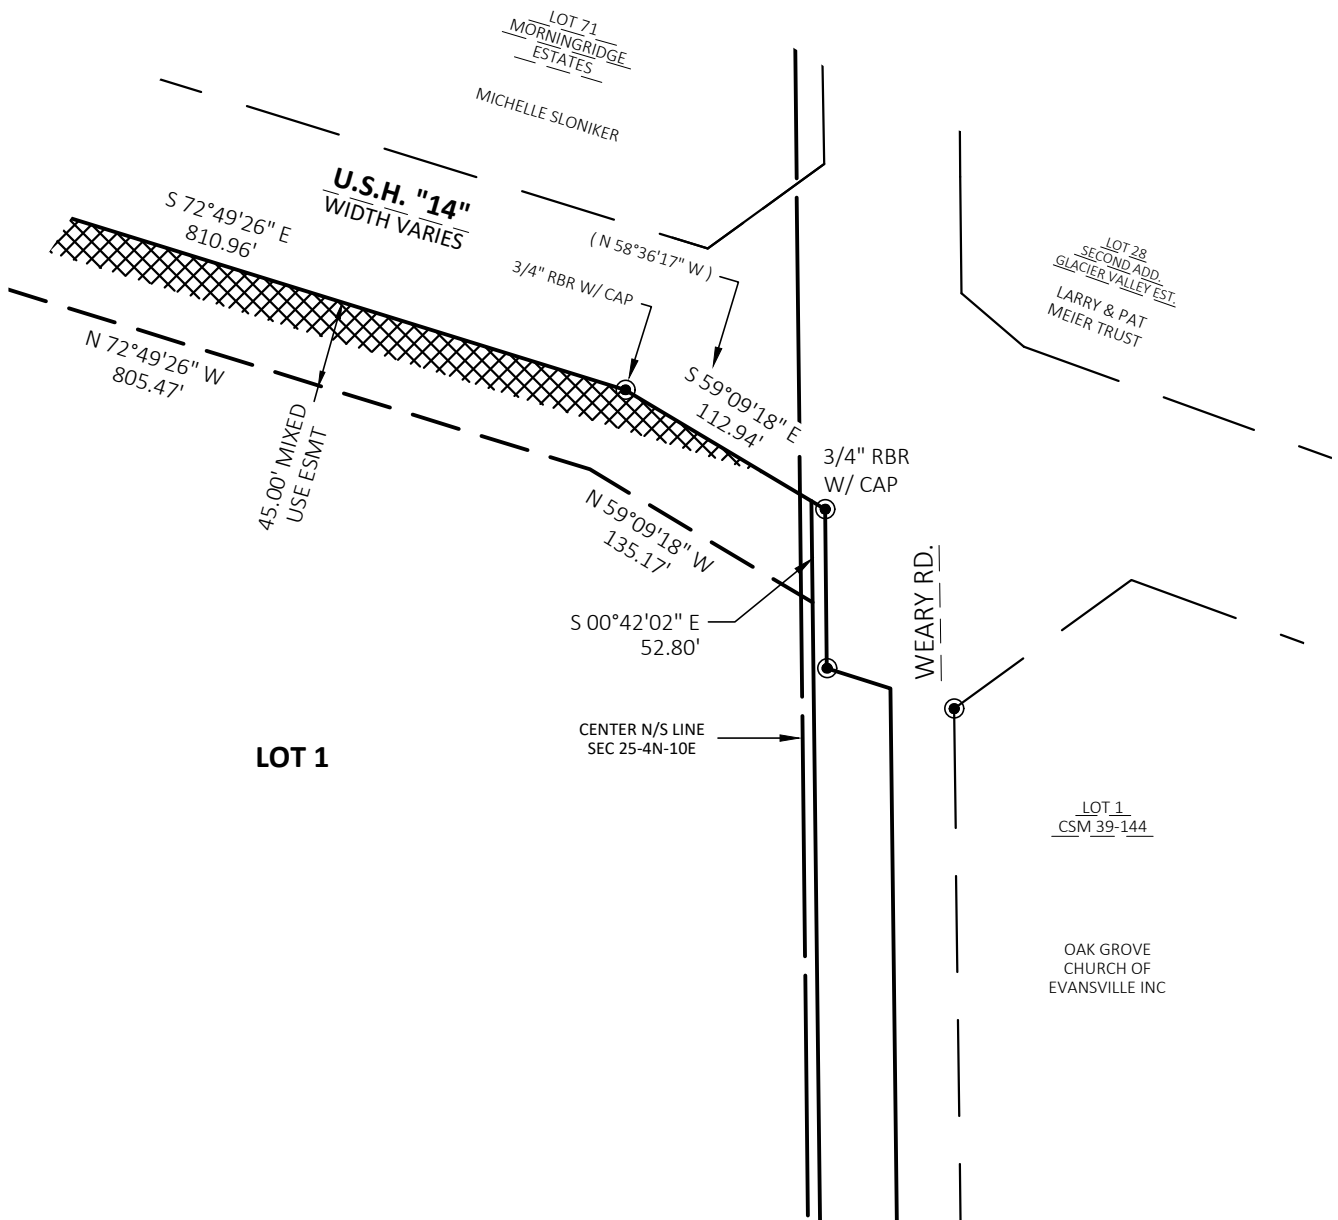 LOT 71
MORNINGRIDGE
ESTATES
MICHELLE SLONIKER
U.S.H. "14"
WIDTH VARIES
S 72°49'26" E
810.96'
( N 58°36'17" W )
3/4" RBR W/ CAP
LOT 28
SECOND ADD.
GLACIER VALLEY EST.
LARRY & PAT
MEIER TRUST
N 72°49'26" W
805.47'
S 59°09'18" E
112.94'
45.00' MIXED
USE ESMT
3/4" RBR
W/ CAP
N 59°09'18" W
135.17'
WEARY RD.
S 00°42'02" E
52.80'
CENTER N/S LINE
SEC 25-4N-10E
LOT 1
LOT 1
CSM 39-144
OAK GROVE
CHURCH OF
EVANSVILLE INC